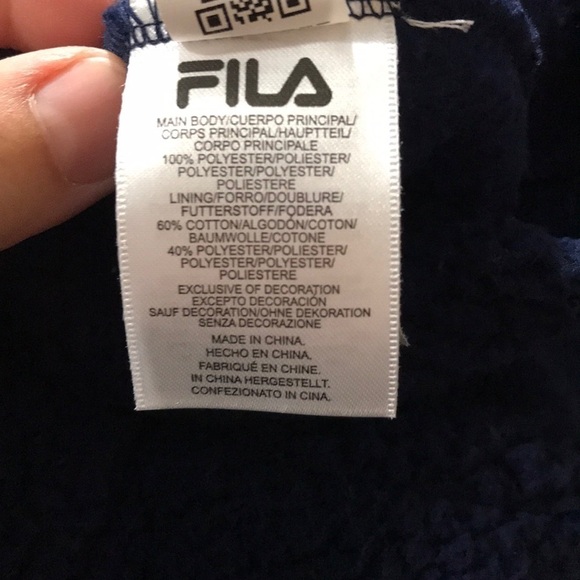 FILA
MAIN BODY/CUERPO PRINCIPAL/
CORPS PRINCIPAL/HAUPTTEIL/
CORPO PRINCIPALE
100% POLYESTER/POLIESTER/
POLYESTER/POLYESTER/
POLIESTERE
LINING/FORRO/DOUBLURE/
FUTTERSTOFF/FODERA
60% COTTON/ALGODÓN/COTON/
BAUMWOLLE/COTONE
40% POLYESTER/POLIESTER/
POLYESTER/POLYESTER/
POLIESTERE
EXCLUSIVE OF DECORATION
EXCEPTO DECORACIÓN
SAUF DECORATION/OHNE DEKORATION
SENZA DECORAZIONE
MADE IN CHINA.
HECHO EN CHINA.
FABRIQUÉ EN CHINE.
IN CHINA HERGESTELLT.
CONFEZIONATO IN CINA.